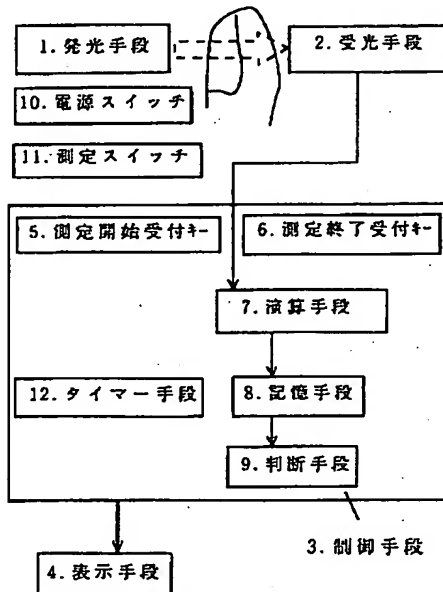 1.発光手段
2.受光手段
10.電源スイッチ
11.測定スイッチ
5.測定開始受付キー
6.測定終了受付キー
7.演算手段
12.タイマー手段
8.記憶手段
9.判断手段
3.制御手段
4.表示手段